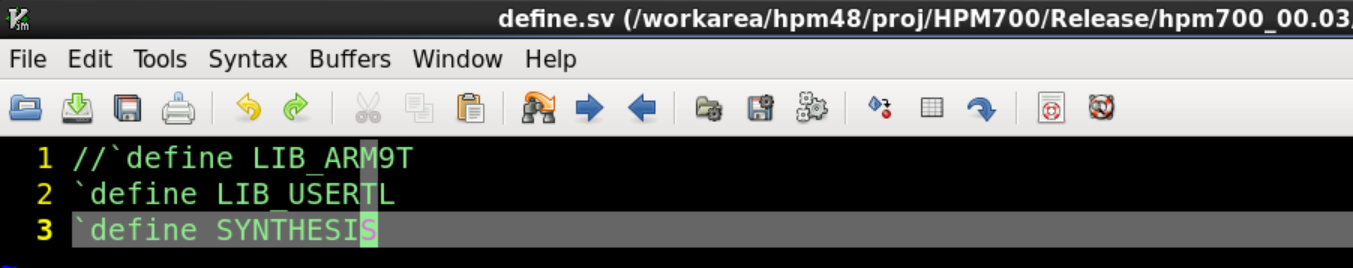 define.sv (/workarea/hpm48/proj/HPM700/Release/hpm700_00.03
File Edit Tools Syntax Buffers Window Help
1 //`define LIB_ARM9T
2 `define LIB_USERTL
3 `define SYNTHESIS